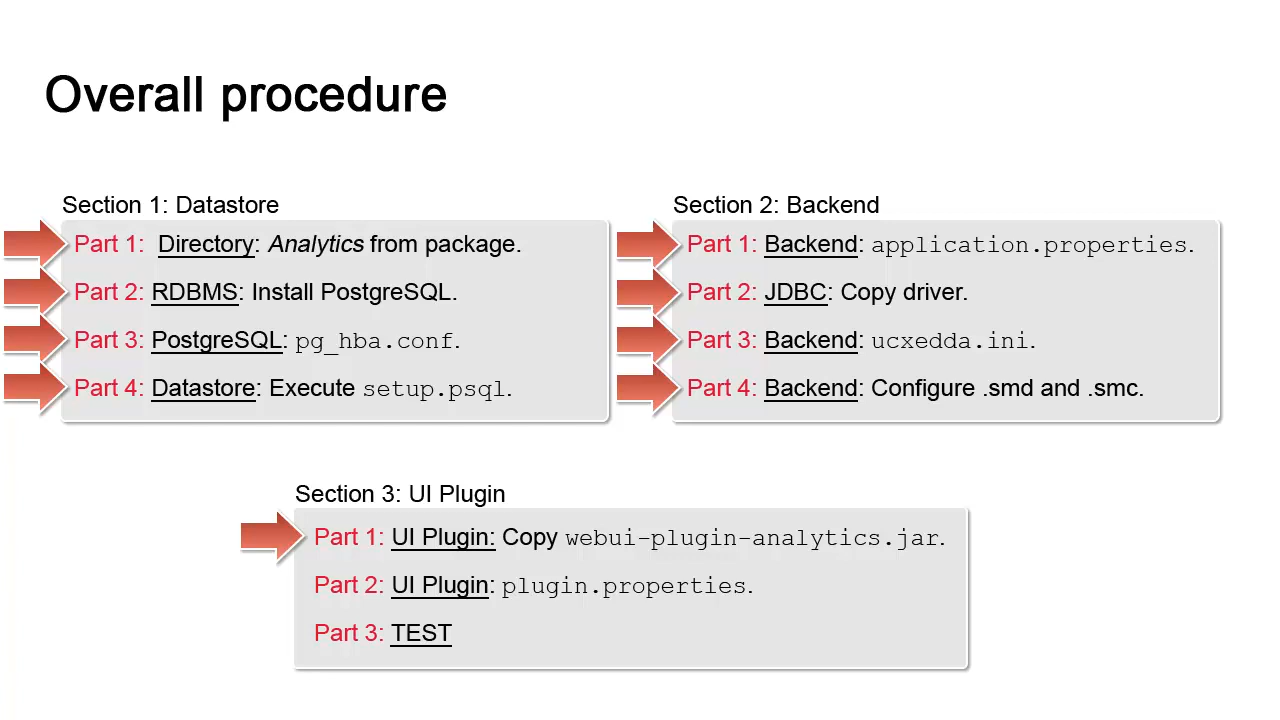 Overall procedure
Section 1: Datastore
Part 1: Directory: Analytics from package.
Part 2: RDBMS: Install PostgreSQL.
Part 3: PostgreSQL: pg_hba.conf.
Part 4: Datastore: Execute setup.psql.
Section 2: Backend
Part 1: Backend: application.properties.
Part 2: JDBC: Copy driver.
Part 3: Backend: ucxedda.ini.
Part 4: Backend: Configure .smd and .smc.
Section 3: UI Plugin
Part 1: UI Plugin: Copy webui-plugin-analytics.jar.
Part 2: UI Plugin: plugin.properties.
Part 3: TEST